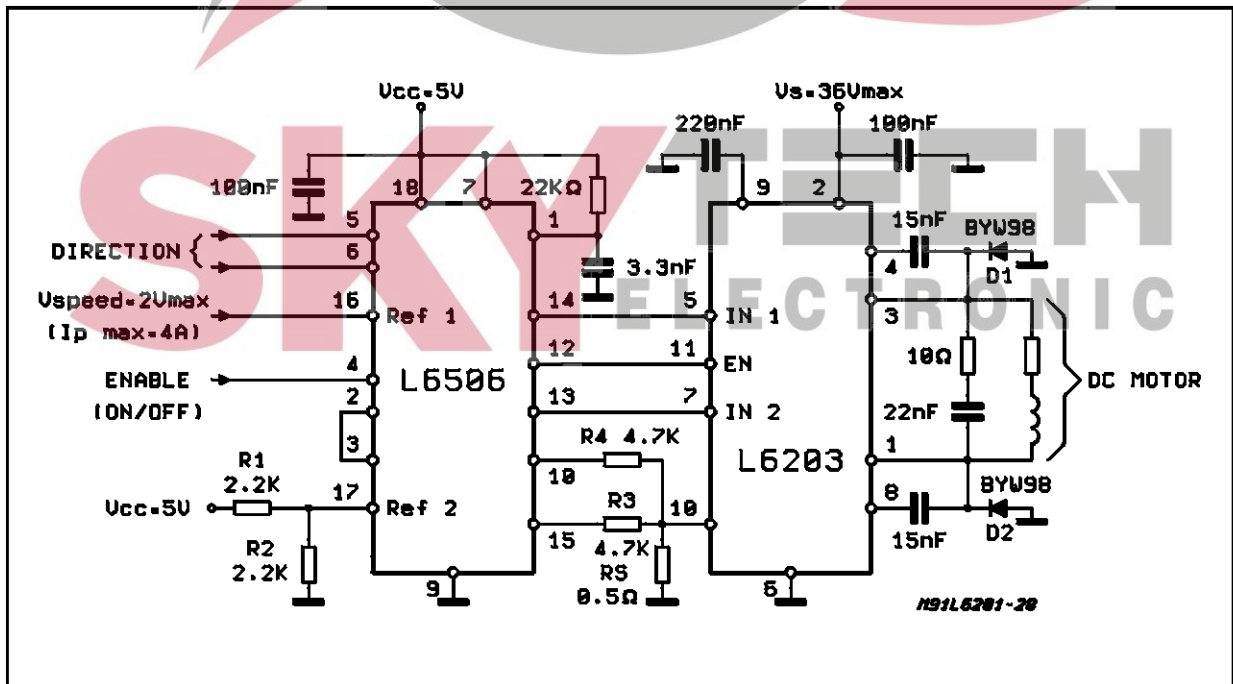 Vcc=5V
Vs=36Vmax
220nF
100nF
100nF
18
7
22KΩ
9
2
5
1
15nF
BYW98
DIRECTION {
6
4
D1
3.3nF
Vspeed=2Vmax
16
Ref 1
14
5
IN 1
3
(Ip max=4A)
12
11
EN
10Ω
ENABLE
4
L6506
DC MOTOR
(ON/OFF)
2
13
7
IN 2
22nF
3
R4 4.7K
L6203
1
R1
10
8
BYW98
2.2K
17
R3
Vcc=5V
Ref 2
10
15
4.7K
15nF
D2
R2
2.2K
RS
9
0.5Ω
6
M91L6201-20
SKYTECH
ELECTRONIC